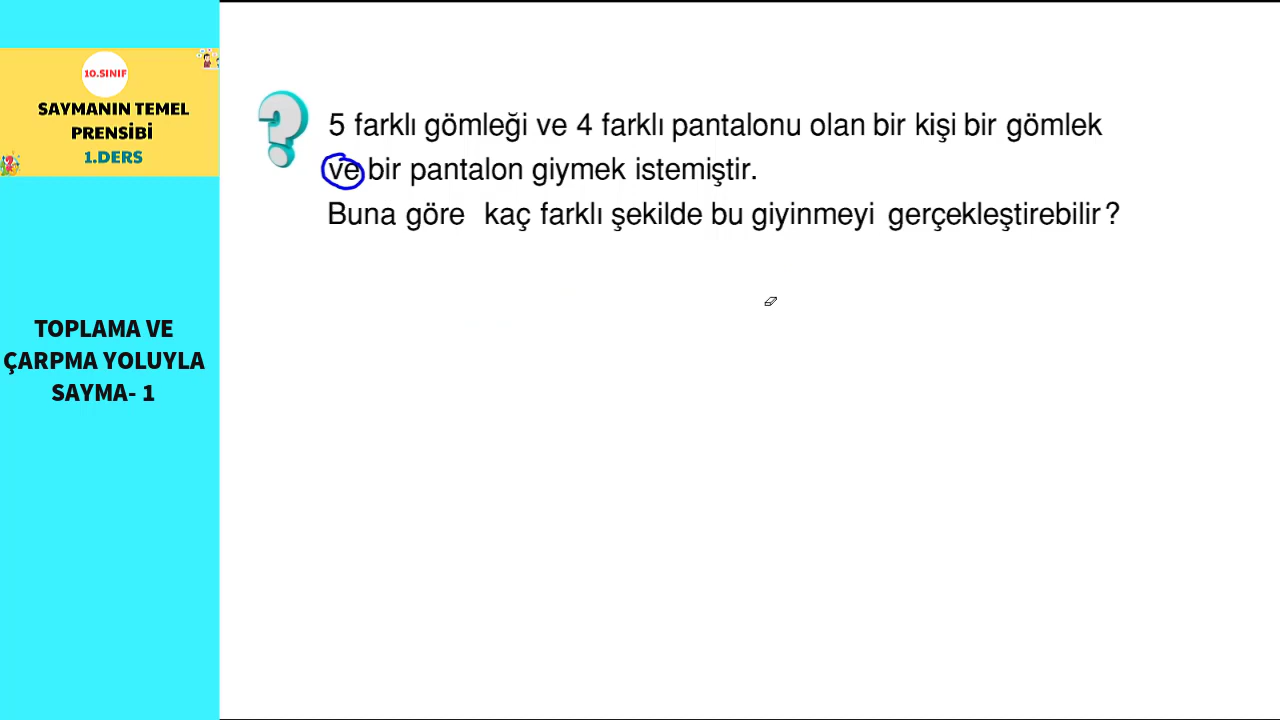 10.SINIF
SAYMANIN TEMEL
PRENSİBİ
1.DERS
TOPLAMA VE
ÇARPMA YOLUYLA
SAYMA- 1
5 farklı gömleği ve 4 farklı pantalonu olan bir kişi bir gömlek
ve bir pantalon giymek istemiştir.
Buna göre kaç farklı şekilde bu giyinmeyi gerçekleştirebilir ?